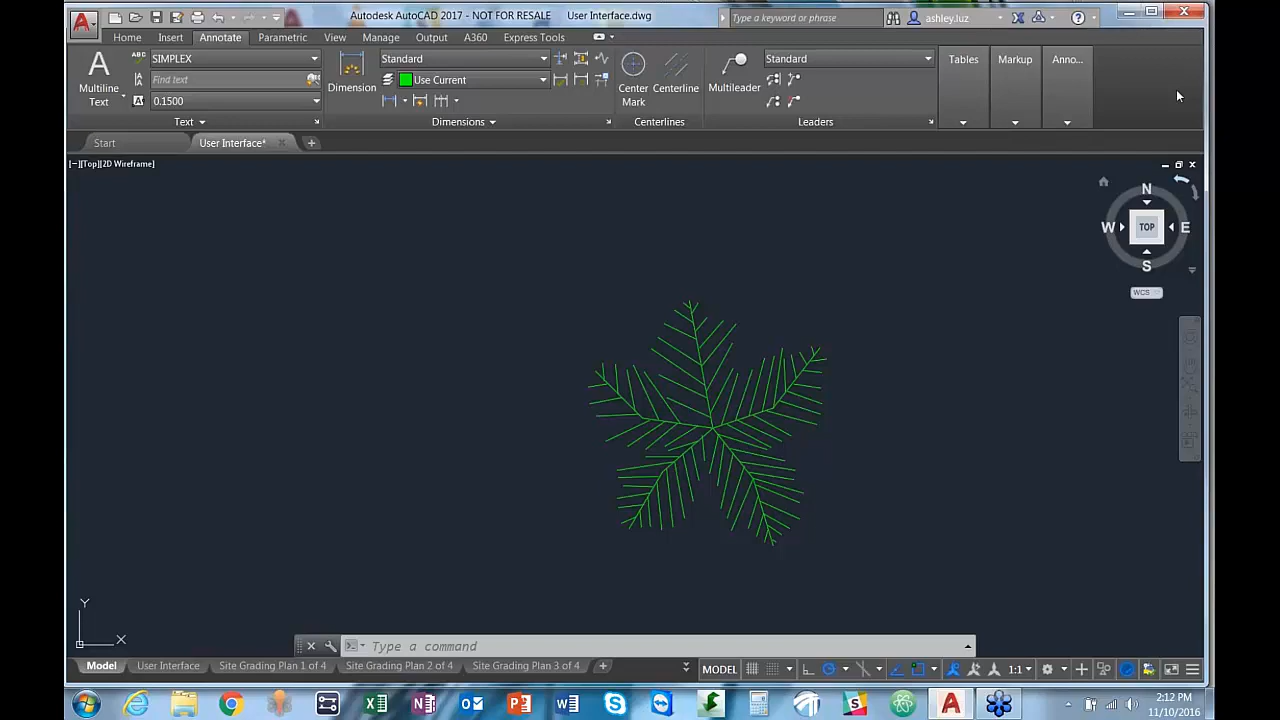 Autodesk AutoCAD 2017 - NOT FOR RESALE User Interface.dwg
Type a keyword or phrase
ashley.luz
Home Insert Annotate Parametric View Manage Output A360 Express Tools
Multiline Text
ABC
SIMPLEX
Find text
0.1500
Text
Dimension
Standard
Use Current
Dimensions
Center Mark
Centerline
Centerlines
Multileader
Standard
Leaders
Tables
Markup
Anno...
Start
User Interface*
[−][Top][2D Wireframe]
N
W TOP E
S
WCS
Y
X
Type a command
Model User Interface Site Grading Plan 1 of 4 Site Grading Plan 2 of 4 Site Grading Plan 3 of 4
MODEL
1:1
2:12 PM
11/10/2016